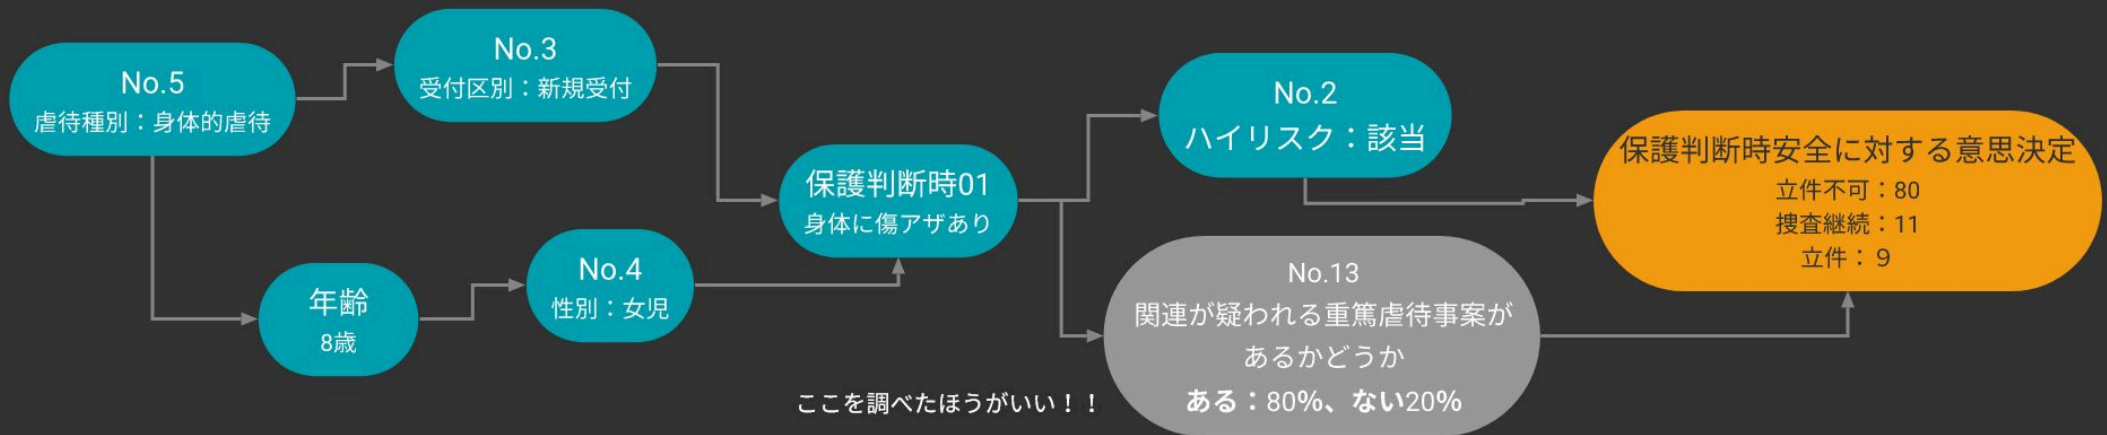 No.5
虐待種別：身体的虐待
No.3
受付区別：新規受付
年齢
8歳
No.4
性別：女児
保護判断時01
身体に傷アザあり
No.2
ハイリスク：該当
No.13
関連が疑われる重篤虐待事案が
あるかどうか
ある：80%、ない20%
ここを調べたほうがいい！！
保護判断時安全に対する意思決定
立件不可：80
捜査継続：11
立件：９